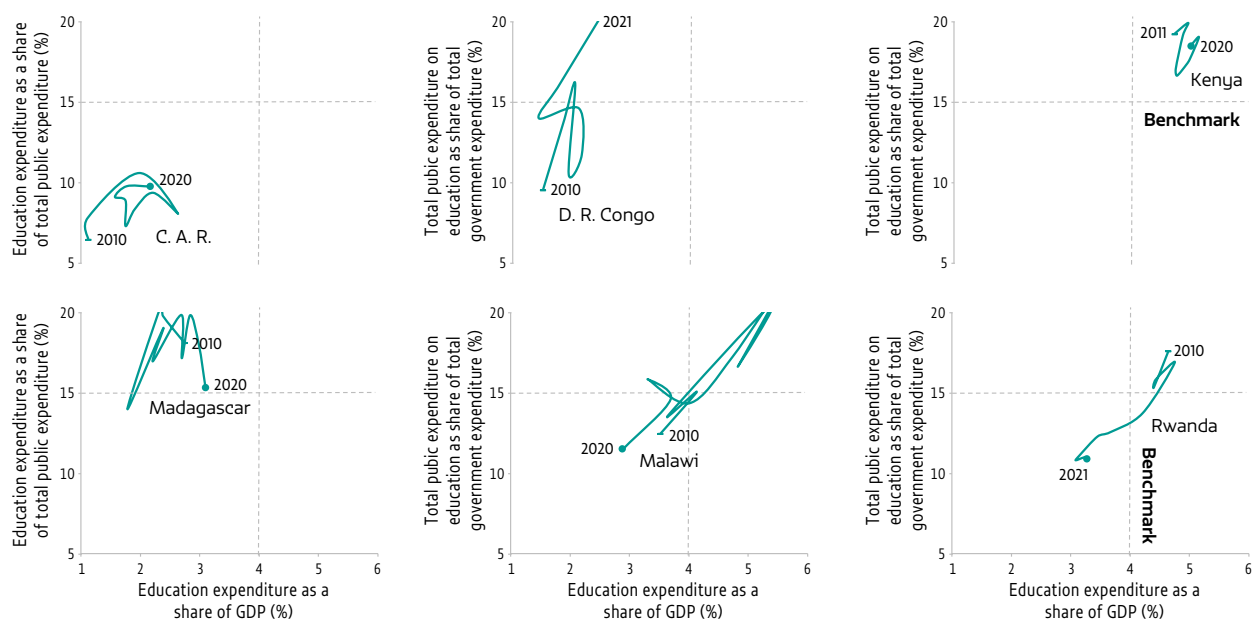 Education expenditure as a share
of total public expenditure (%)
20
15
10
5
2020
2010
C. A. R.
Total pubic expenditure on
education as share of total
government expenditure (%)
20
15
10
5
2021
2010
D. R. Congo
Total pubic expenditure on
education as share of total
government expenditure (%)
20
15
10
5
2011
2020
Kenya
Benchmark
Education expenditure as a share
of total public expenditure (%)
20
15
10
5
2010
2020
Madagascar
1 2 3 4 5 6
Education expenditure as a
share of GDP (%)
Total pubic expenditure on
education as share of total
government expenditure (%)
20
15
10
5
2010
2020
Malawi
1 2 3 4 5 6
Education expenditure as a
share of GDP (%)
Total pubic expenditure on
education as share of total
government expenditure (%)
20
15
10
5
2010
Rwanda
Benchmark
2021
1 2 3 4 5 6
Education expenditure as a
share of GDP (%)